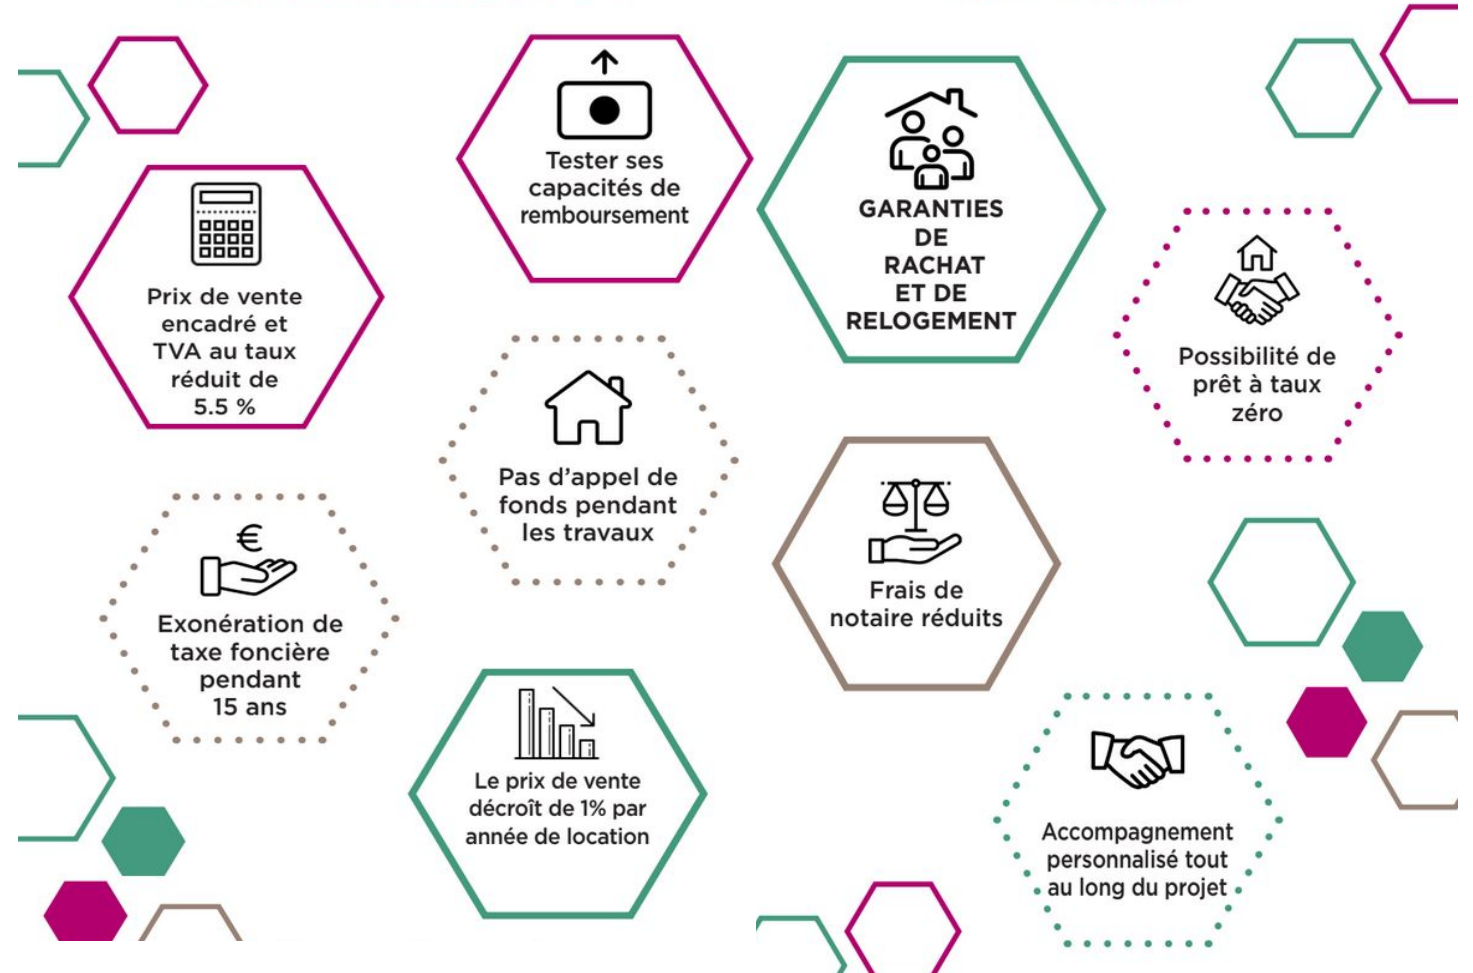 Tester ses
capacités de
remboursement
GARANTIES
DE
RACHAT
ET DE
RELOGEMENT
Prix de vente
encadré et
TVA au taux
réduit de
5.5 %
Possibilité de
prêt à taux
zéro
Pas d'appel de
fonds pendant
les travaux
Frais de
notaire réduits
€
Exonération de
taxe foncière
pendant
15 ans
Le prix de vente
décroît de 1% par
année de location
Accompagnement
personnalisé tout
au long du projet